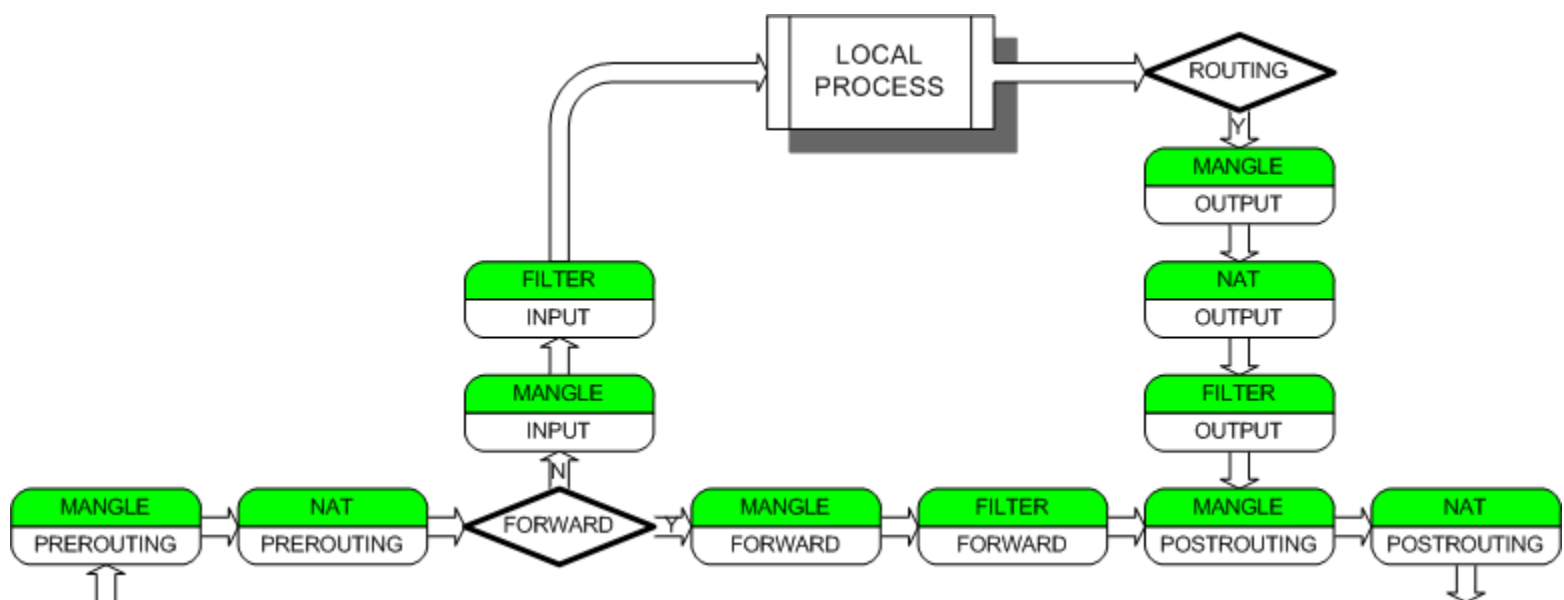 LOCAL
PROCESS
ROUTING
Y
MANGLE
OUTPUT
FILTER
INPUT
NAT
OUTPUT
MANGLE
INPUT
FILTER
OUTPUT
N
MANGLE
PREROUTING
NAT
PREROUTING
FORWARD
Y
MANGLE
FORWARD
FILTER
FORWARD
MANGLE
POSTROUTING
NAT
POSTROUTING